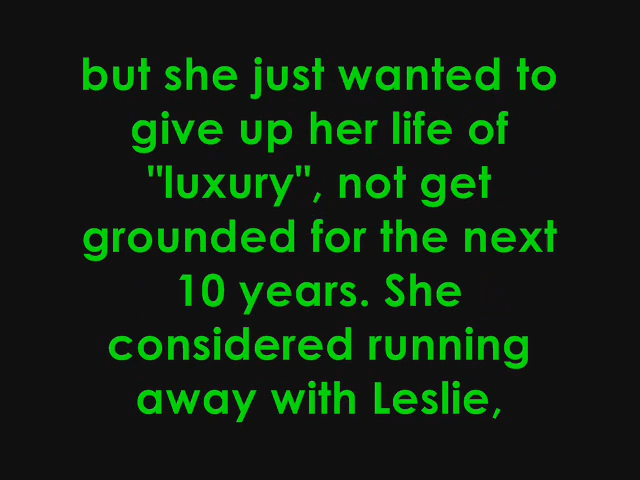 but she just wanted to
give up her life of
"luxury", not get
grounded for the next
10 years. She
considered running
away with Leslie,